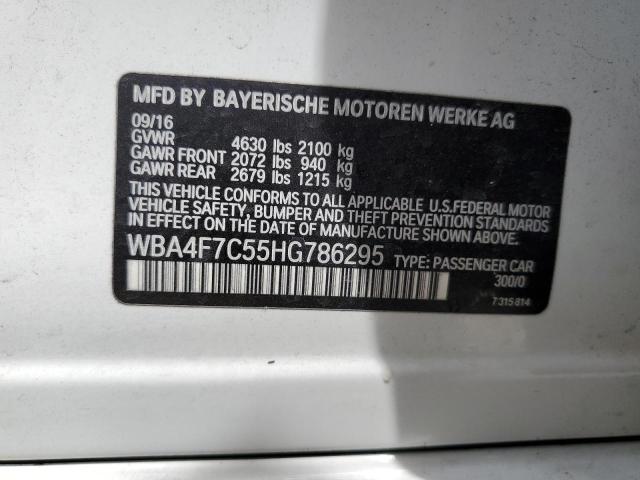 MFD BY BAYERISCHE MOTOREN WERKE AG
09/16
GVWR 4630 lbs 2100 kg
GAWR FRONT 2072 lbs 940 kg
GAWR REAR 2679 lbs 1215 kg
THIS VEHICLE CONFORMS TO ALL APPLICABLE U.S.FEDERAL MOTOR
VEHICLE SAFETY, BUMPER AND THEFT PREVENTION STANDARDS
IN EFFECT ON THE DATE OF MANUFACTURE SHOWN ABOVE.
WBA4F7C55HG786295 TYPE: PASSENGER CAR
300/0
7315814